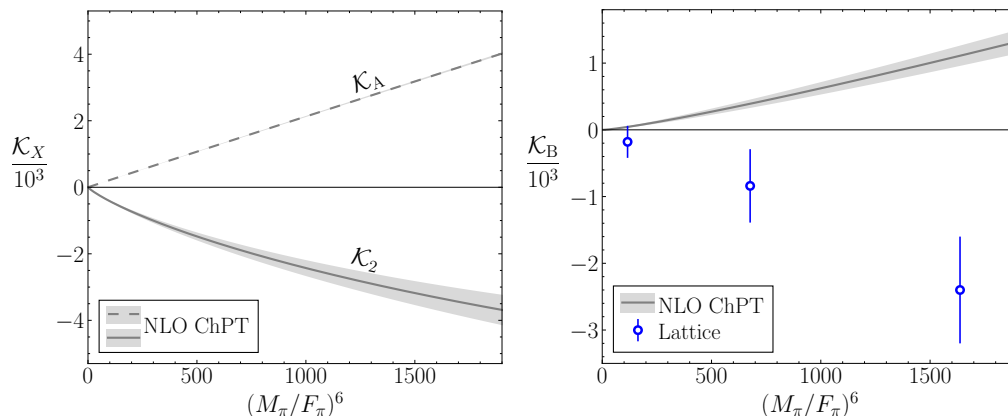 4
2
0
−2
−4
𝒦_X
10³
𝒦_A
𝒦_2
NLO ChPT
0
500
1000
1500
(M_π/F_π)⁶
1
0
−1
−2
−3
𝒦_B
10³
NLO ChPT
Lattice
0
500
1000
1500
(M_π/F_π)⁶